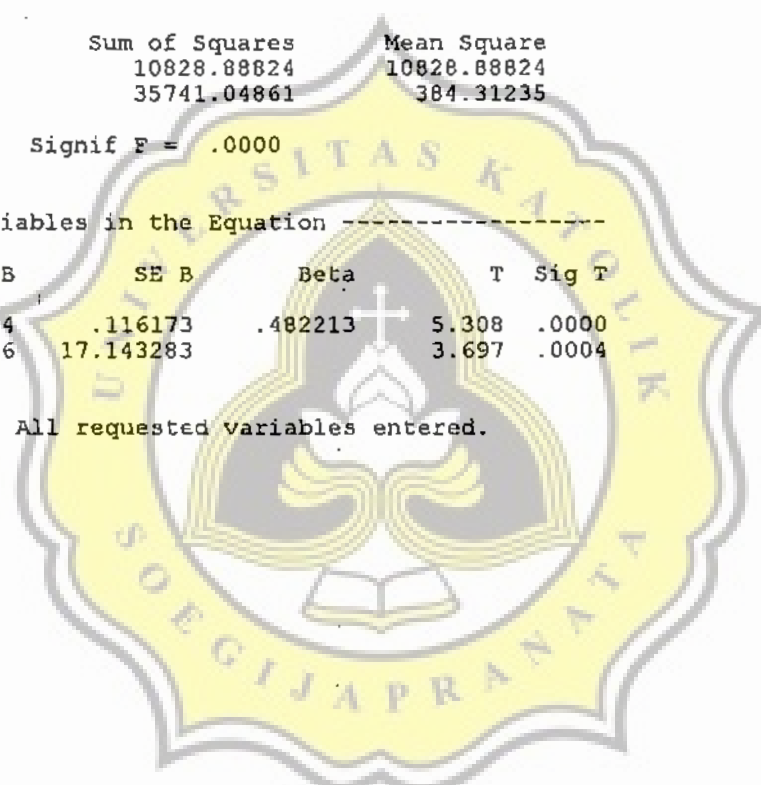 Sum of Squares Mean Square
10828.88824 10828.88824
35741.04861 384.31235
Signif F = .0000
iables in the Equation -------------------
B SE B Beta T Sig T
4 .116173 .482213 5.308 .0000
6 17.143283 3.697 .0004
All requested variables entered.
UNIVERSITAS KATOLIK
SOEGIJAPRANATA